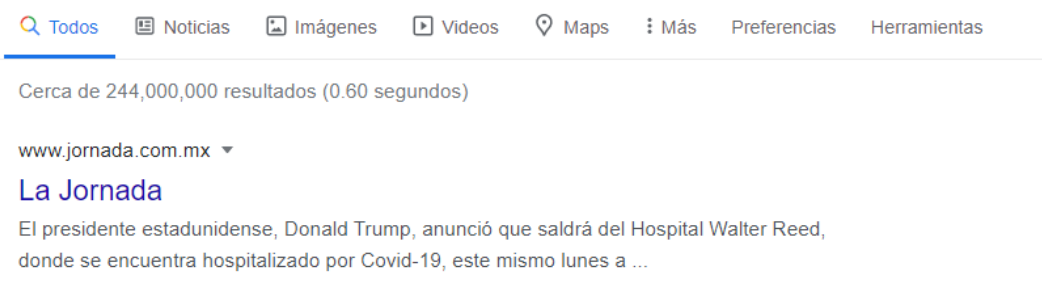 Todos Noticias Imágenes Videos Maps Más Preferencias Herramientas
Cerca de 244,000,000 resultados (0.60 segundos)
www.jornada.com.mx
La Jornada
El presidente estadunidense, Donald Trump, anunció que saldrá del Hospital Walter Reed,
donde se encuentra hospitalizado por Covid-19, este mismo lunes a ...